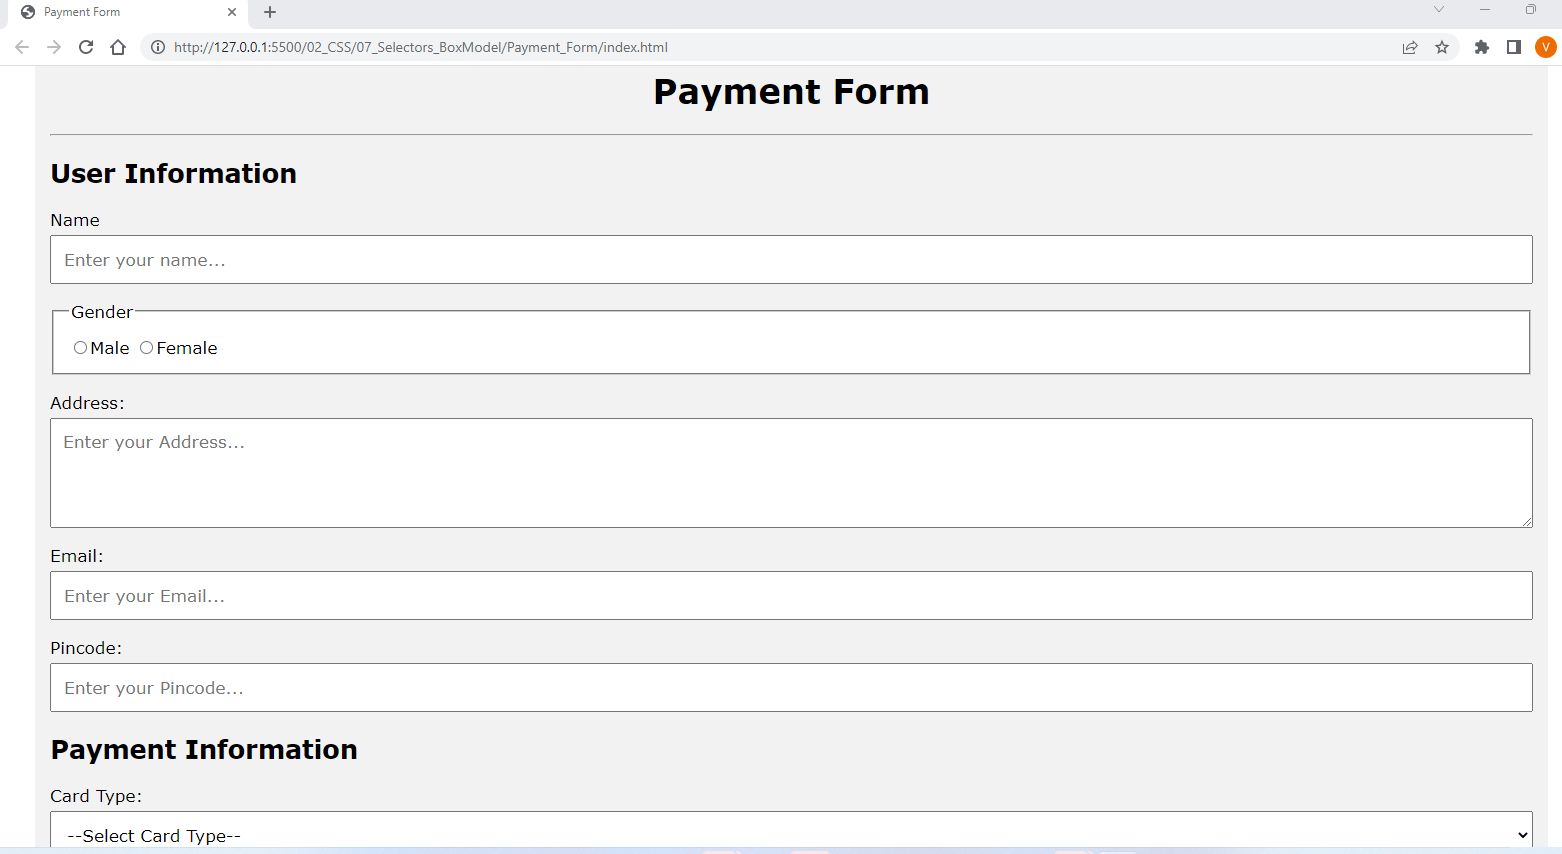 Payment Form
http://127.0.0.1:5500/02_CSS/07_Selectors_BoxModel/Payment_Form/index.html
V
Payment Form
User Information
Name
Enter your name...
Gender
Male Female
Address:
Enter your Address...
Email:
Enter your Email...
Pincode:
Enter your Pincode...
Payment Information
Card Type:
--Select Card Type--